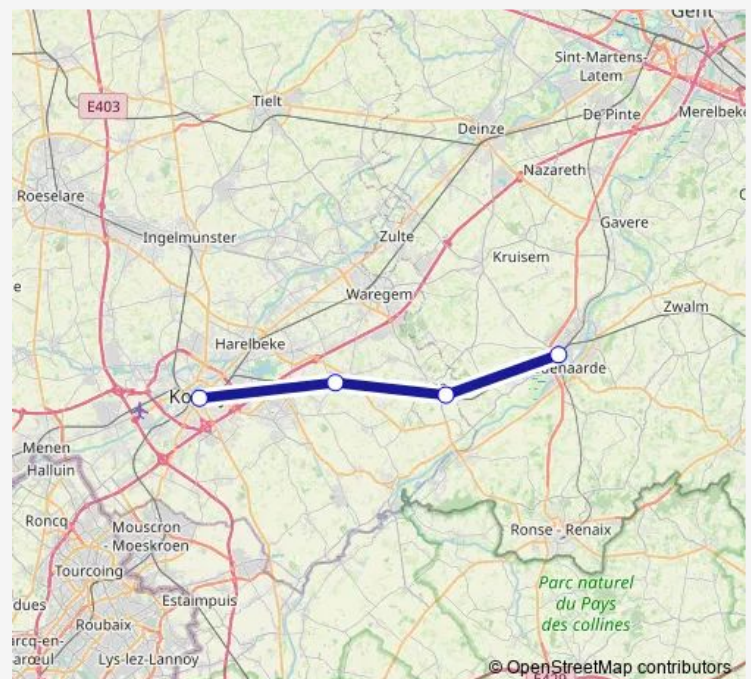 Gent
Sint-Martens-
Latem
E403
Tielt
De Pinte
Merelbeke
Deinze
Nazareth
Roeselare
Gavere
Ingelmunster
Zulte
Kruisem
Waregem
Zwalm
Harelbeke
Menen
Halluin
Roncq
Mouscron
- Moeskroen
Ronse - Renaix
Tourcoing
Parc naturel
du Pays
des collines
Estaimpuis
Roubaix
Lys-lez-Lannoy
© OpenStreetMap contributors